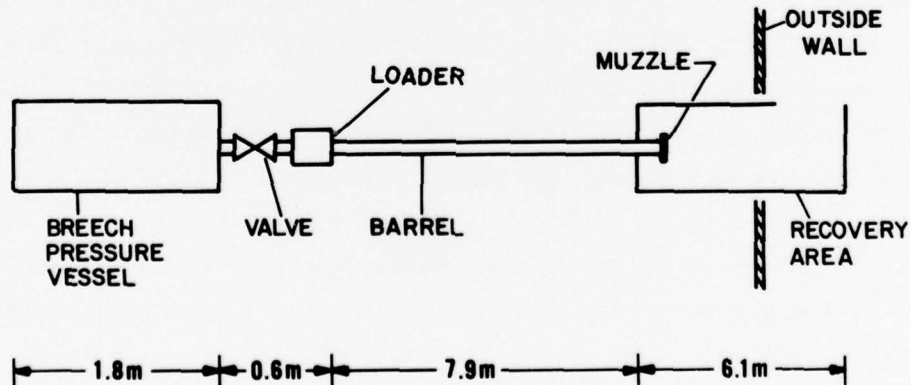 OUTSIDE
WALL
MUZZLE
LOADER
BREECH
PRESSURE
VESSEL
VALVE
BARREL
RECOVERY
AREA
1.8m
0.6m
7.9m
6.1m